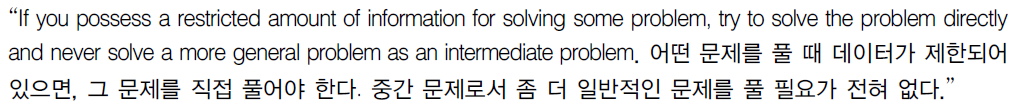 “If you possess a restricted amount of information for solving some problem, try to solve the problem directly
and never solve a more general problem as an intermediate problem. 어떤 문제를 풀 때 데이터가 제한되어
있으면, 그 문제를 직접 풀어야 한다. 중간 문제로서 좀 더 일반적인 문제를 풀 필요가 전혀 없다.”